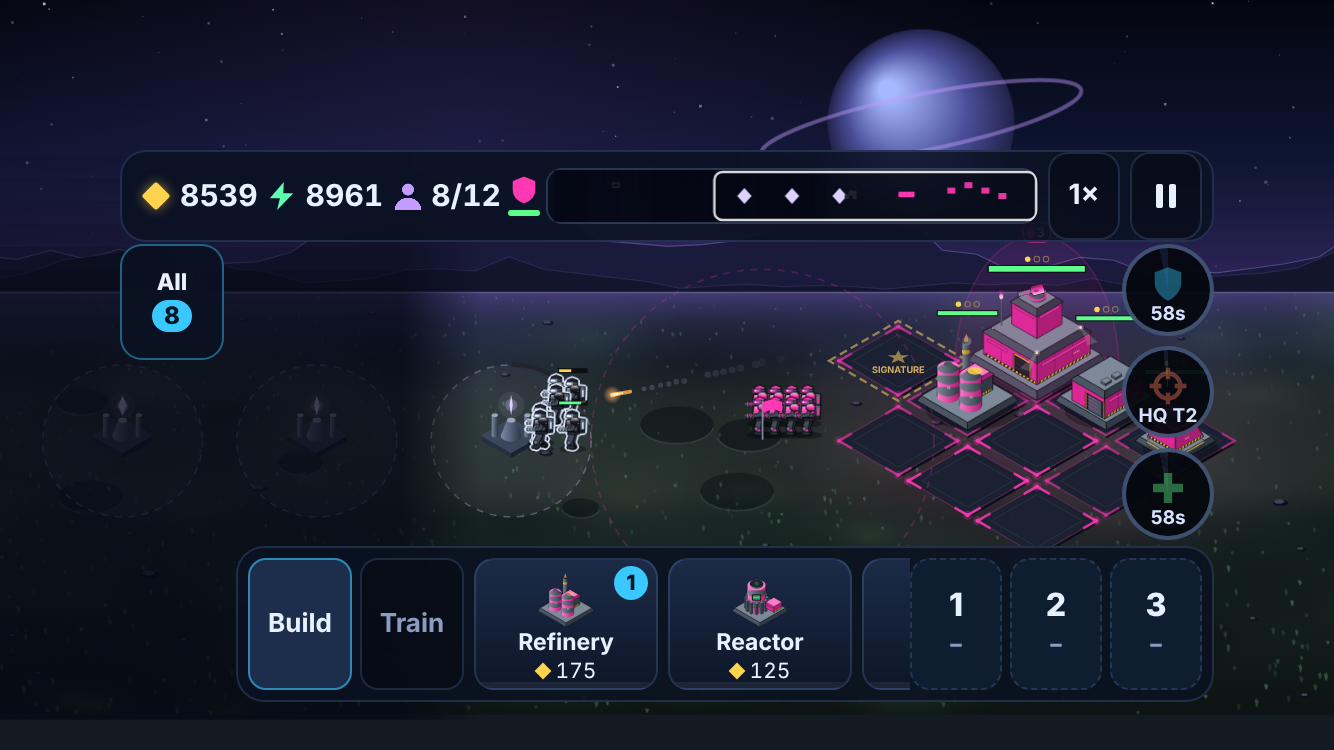 8539 8961 8/12 1×
All
8
58s
SIGNATURE
HQ T2
58s
Build Train
1
Refinery
175
Reactor
125
1 2 3
– – –